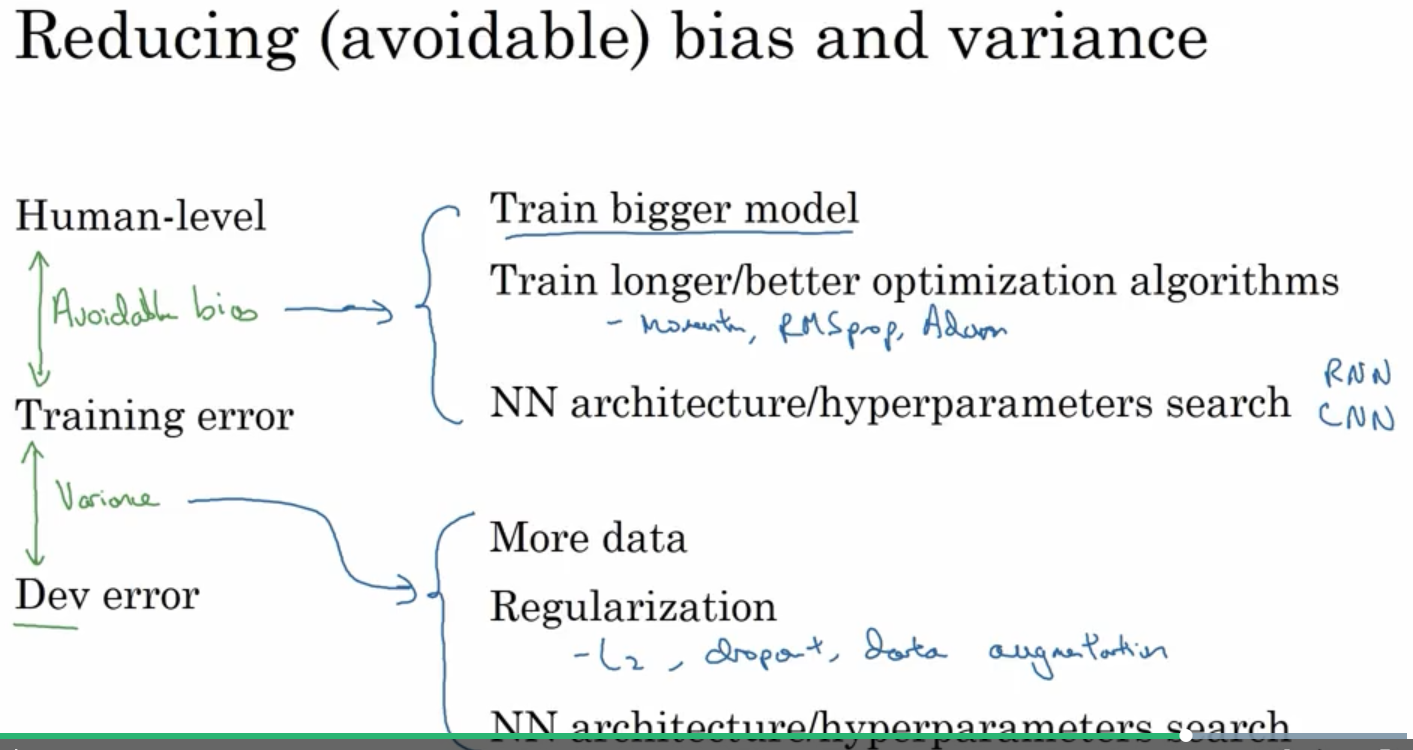 Reducing (avoidable) bias and variance
Human-level
Avoidable bias
Training error
Variance
Dev error
Train bigger model
Train longer/better optimization algorithms
- Momentum, RMSprop, Adam
NN architecture/hyperparameters search
RNN
CNN
More data
Regularization
- L2, dropout, data augmentation
NN architecture/hyperparameters search